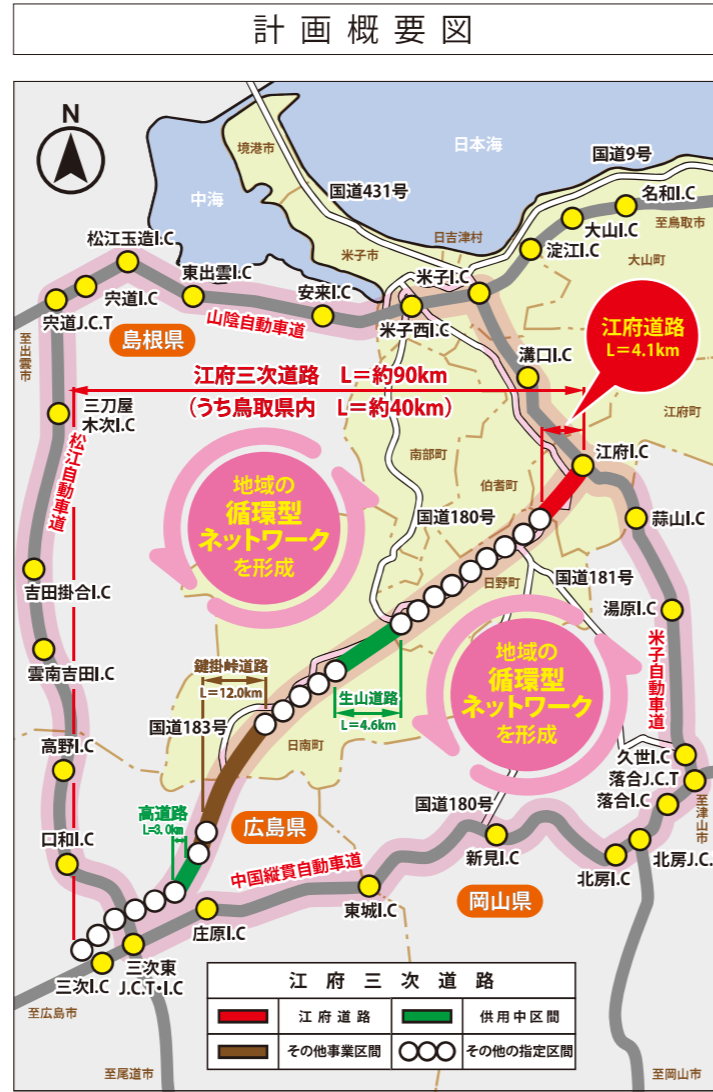 計画概要図
N
日本海
境港市
国道9号
中海
国道431号
名和I.C
至鳥取市
大山I.C
日吉津村
淀江I.C
大山町
米子市
松江玉造I.C
東出雲I.C
安来I.C
米子I.C
宍道I.C
宍道J.C.T
山陰自動車道
米子西I.C
島根県
至出雲市
江府道路
L=4.1km
溝口I.C
江府三次道路 L=約90km
(うち鳥取県内 L=約40km)
三刀屋
木次I.C
江府町
松江自動車道
南部町
伯耆町
江府I.C
地域の
循環型
ネットワーク
を形成
国道180号
蒜山I.C
吉田掛合I.C
日野町
国道181号
湯原I.C
地域の
循環型
ネットワーク
を形成
米子自動車道
雲南吉田I.C
鍵掛峠道路
L=12.0km
生山道路
L=4.6km
国道183号
日南町
高野I.C
久世I.C
落合J.C.T
落合I.C
至津山市
高道路
L=3.0km
広島県
国道180号
口和I.C
新見I.C
北房J.C.
北房I.C
中国縦貫自動車道
東城I.C
岡山県
庄原I.C
三次東
J.C.T・I.C
三次I.C
至広島市
至尾道市
至岡山市
江府三次道路
江府道路
供用中区間
その他事業区間
その他の指定区間